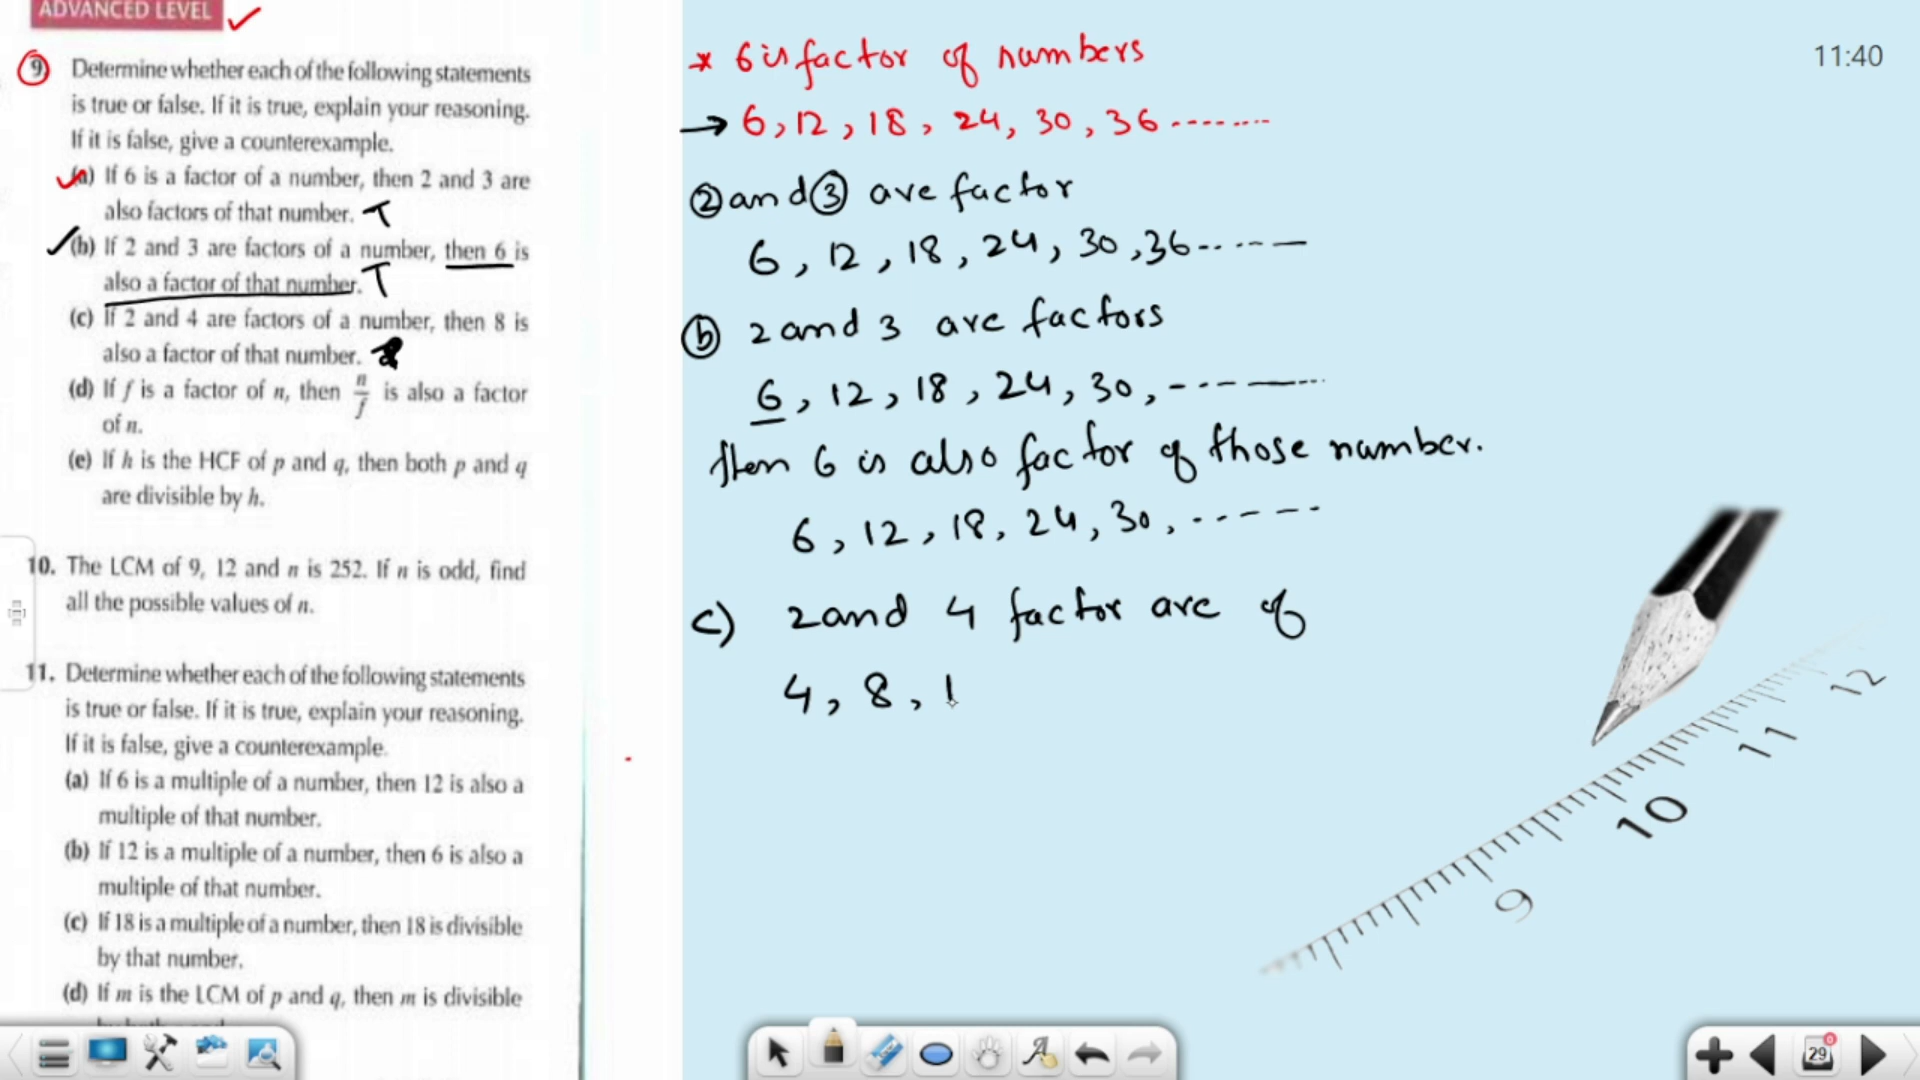 ADVANCED LEVEL
9 Determine whether each of the following statements
is true or false. If it is true, explain your reasoning.
If it is false, give a counterexample.
(a) If 6 is a factor of a number, then 2 and 3 are
also factors of that number. T
(b) If 2 and 3 are factors of a number, then 6 is
also a factor of that number. T
(c) If 2 and 4 are factors of a number, then 8 is
also a factor of that number.
(d) If f is a factor of n, then n/f is also a factor
of n.
(e) If h is the HCF of p and q, then both p and q
are divisible by h.
10. The LCM of 9, 12 and n is 252. If n is odd, find
all the possible values of n.
11. Determine whether each of the following statements
is true or false. If it is true, explain your reasoning.
If it is false, give a counterexample.
(a) If 6 is a multiple of a number, then 12 is also a
multiple of that number.
(b) If 12 is a multiple of a number, then 6 is also a
multiple of that number.
(c) If 18 is a multiple of a number, then 18 is divisible
by that number.
(d) If m is the LCM of p and q, then m is divisible
* 6 is factor of numbers
→ 6, 12, 18, 24, 30, 36 --------
② and ③ are factor
6, 12, 18, 24, 30, 36 ------
ⓑ 2 and 3 are factors
6, 12, 18, 24, 30, -------
then 6 is also factor of those number.
6, 12, 18, 24, 30, ------
c) 2 and 4 factor are of
4, 8, 1
11:40
9
10
11
12
29
0